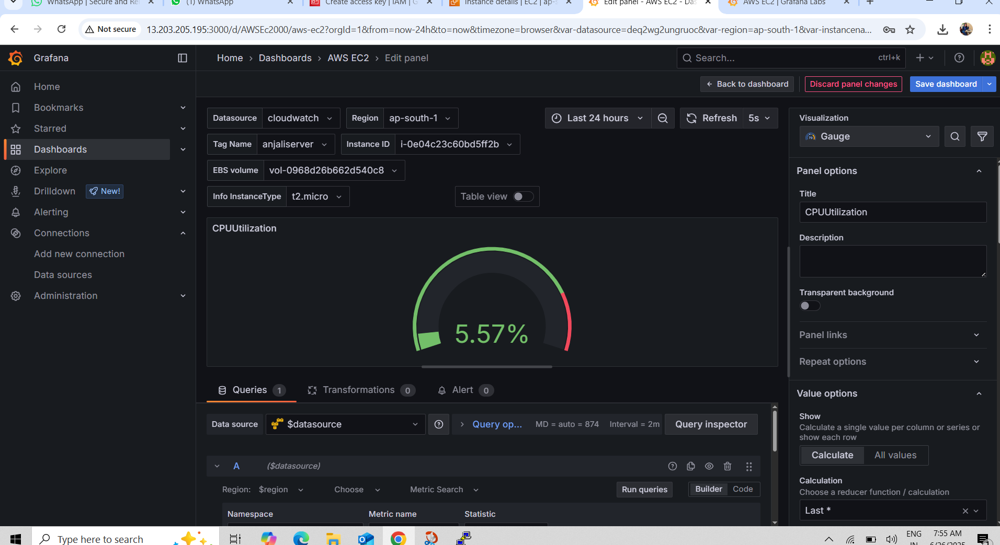 WhatsApp | Secure and Rel
(1) WhatsApp
Create access key | IAM | G
Instance details | EC2 | ap-s
Edit panel - AWS EC2 - Das
AWS EC2 | Grafana Labs
Not secure
13.203.205.195:3000/d/AWSEc2000/aws-ec2?orgId=1&from=now-24h&to=now&timezone=browser&var-datasource=deq2wg2ungruoc&var-region=ap-south-1&var-instancena...
Grafana
Home › Dashboards › AWS EC2 › Edit panel
Search...
ctrl+k
Home
Bookmarks
Starred
Dashboards
Explore
Drilldown New!
Alerting
Connections
Add new connection
Data sources
Administration
Back to dashboard
Discard panel changes
Save dashboard
Datasource cloudwatch
Region ap-south-1
Last 24 hours
Refresh 5s
Tag Name anjaliserver
Instance ID i-0e04c23c60bd5ff2b
EBS volume vol-0968d26b662d540c8
Info InstanceType t2.micro
Table view
CPUUtilization
5.57%
Queries 1
Transformations 0
Alert 0
Data source $datasource
Query op...
MD = auto = 874
Interval = 2m
Query inspector
A ($datasource)
Region: $region
Choose
Metric Search
Run queries
Builder
Code
Namespace
Metric name
Statistic
Visualization
70
Gauge
Panel options
Title
CPUUtilization
Description
Transparent background
Panel links
Repeat options
Value options
Show
Calculate a single value per column or series or
show each row
Calculate
All values
Calculation
Choose a reducer function / calculation
Last *
Type here to search
ENG
IN
7:55 AM
6/26/2025
1